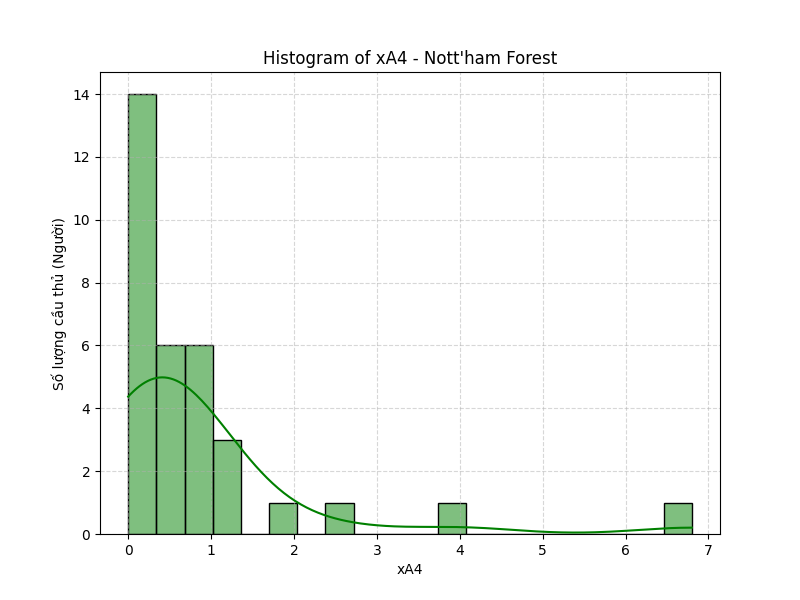 Histogram of xA4 - Nott'ham Forest
Số lượng cầu thủ (Người)
14
12
10
8
6
4
2
0
0 1 2 3 4 5 6 7
xA4